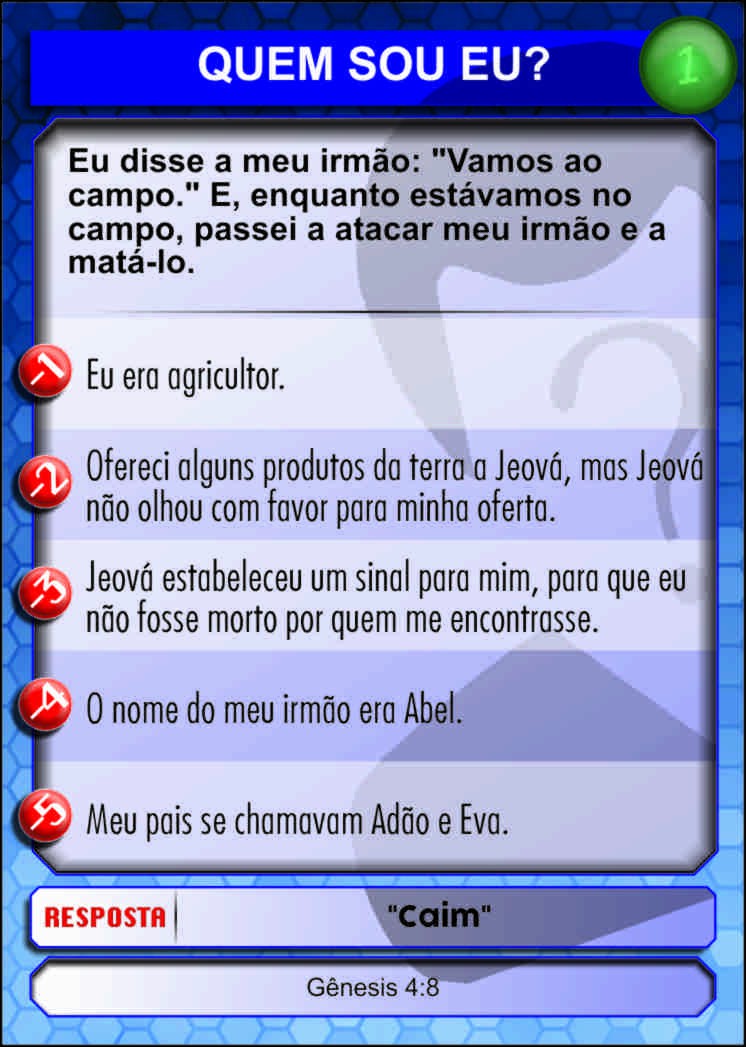 QUEM SOU EU?
1
Eu disse a meu irmão: "Vamos ao
campo." E, enquanto estávamos no
campo, passei a atacar meu irmão e a
matá-lo.
1 Eu era agricultor.
2 Ofereci alguns produtos da terra a Jeová, mas Jeová
não olhou com favor para minha oferta.
3 Jeová estabeleceu um sinal para mim, para que eu
não fosse morto por quem me encontrasse.
4 O nome do meu irmão era Abel.
5 Meu pais se chamavam Adão e Eva.
RESPOSTA "Caim"
Gênesis 4:8